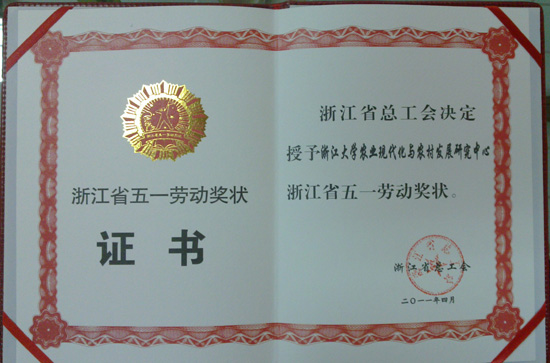 浙江省五一劳动奖状
证书
浙江省总工会决定
授予浙江大学农业现代化与农村发展研究中心
浙江省五一劳动奖状。
浙江省总工会
二〇一一年四月